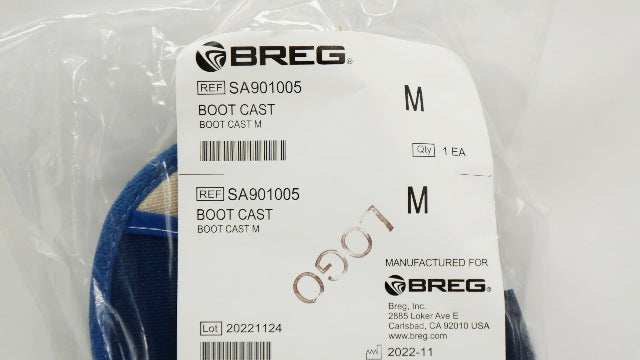 BREG®
REF SA901005
M
BOOT CAST
BOOT CAST M
Qty 1 EA
REF SA901005
M
BOOT CAST
BOOT CAST M
LOGO
MANUFACTURED FOR
BREG®
Breg, Inc.
2885 Loker Ave E
Carlsbad, CA 92010 USA
www.breg.com
Lot 20221124
2022-11